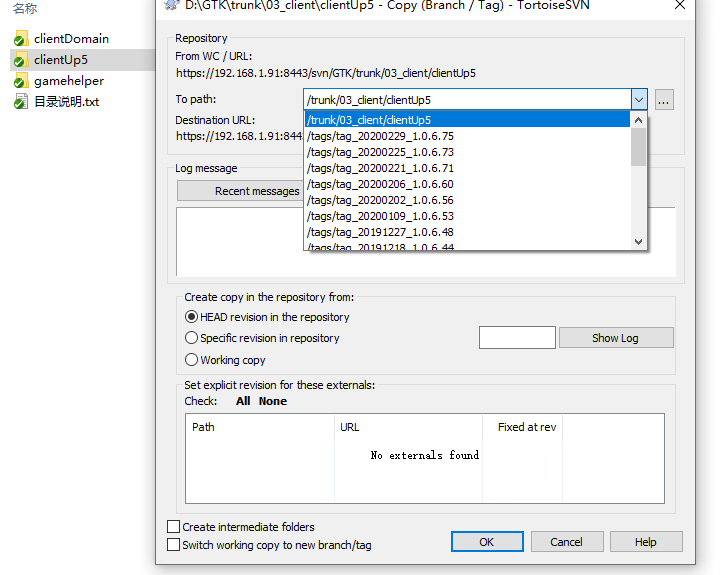 名称
clientDomain
clientUp5
gamehelper
目录说明.txt
D:\GTK\trunk\03_client\clientUp5 - Copy (Branch / Tag) - TortoiseSVN
Repository
From WC / URL:
https://192.168.1.91:8443/svn/GTK/trunk/03_client/clientUp5
To path:
/trunk/03_client/clientUp5
...
Destination URL:
https://192.168.1.91:844
/trunk/03_client/clientUp5
/tags/tag_20200229_1.0.6.75
/tags/tag_20200225_1.0.6.73
/tags/tag_20200221_1.0.6.71
/tags/tag_20200206_1.0.6.60
/tags/tag_20200202_1.0.6.56
/tags/tag_20200109_1.0.6.53
/tags/tag_20191227_1.0.6.48
/tags/tag_20191218_1.0.6.44
Log message
Recent messages
Create copy in the repository from:
HEAD revision in the repository
Specific revision in repository
Show Log
Working copy
Set explicit revision for these externals:
Check: All None
Path URL Fixed at rev
No externals found
Create intermediate folders
Switch working copy to new branch/tag
OK Cancel Help